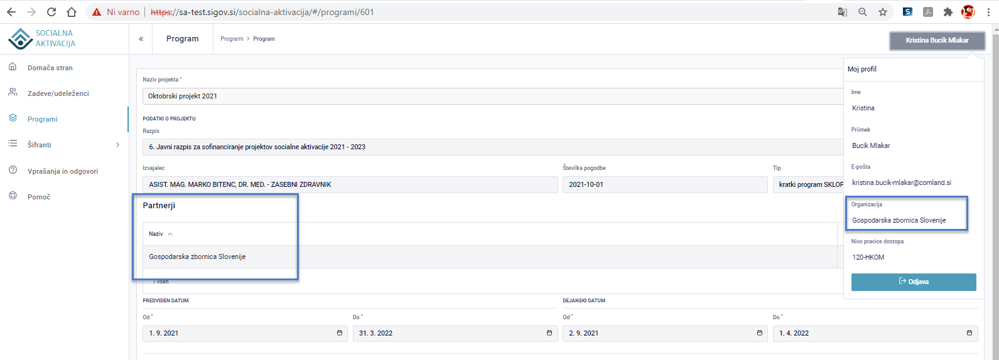 Ni varno https://sa-test.sigov.si/socialna-aktivacija/#/programi/601
SOCIALNA
AKTIVACIJA
Domača stran
Zadeve/udeleženci
Programi
Šifranti
Vprašanja in odgovori
Pomoč
« Program Programi > Program
Kristina Bucik Mlakar
Naziv projekta *
Oktobrski projekt 2021
PODATKI O PROJEKTU
Razpis
6. Javni razpis za sofinanciranje projektov socialne aktivacije 2021 - 2023
Izvajalec Številka pogodbe Tip
ASIST. MAG. MARKO BITENC, DR. MED. - ZASEBNI ZDRAVNIK 2021-10-01 kratki program SKLOP
Partnerji
Naziv
Gospodarska zbornica Slovenije
1 vseh
PREDVIDEN DATUM DEJANSKI DATUM
Od * Do * Od * Do *
1. 9. 2021 31. 3. 2022 2. 9. 2021 1. 4. 2022
Moj profil
Ime
Kristina
Priimek
Bucik Mlakar
E-pošta
kristina.bucik-mlakar@comland.si
Organizacija
Gospodarska zbornica Slovenije
Nivo pravice dostopa
120-HKOM
Odjava